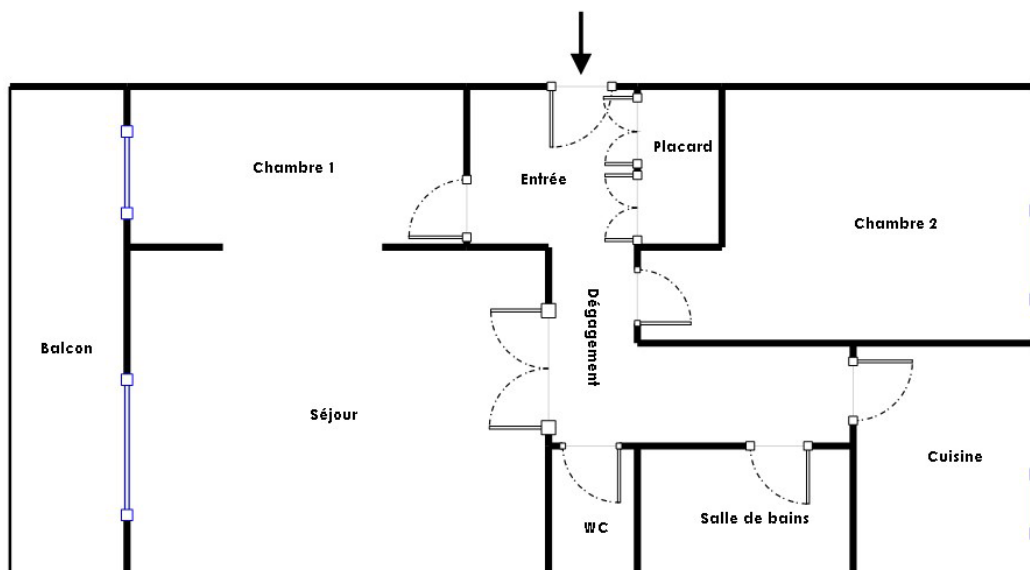 Placard
Chambre 1
Entrée
Chambre 2
Dégagement
Balcon
Séjour
Cuisine
Salle de bains
WC